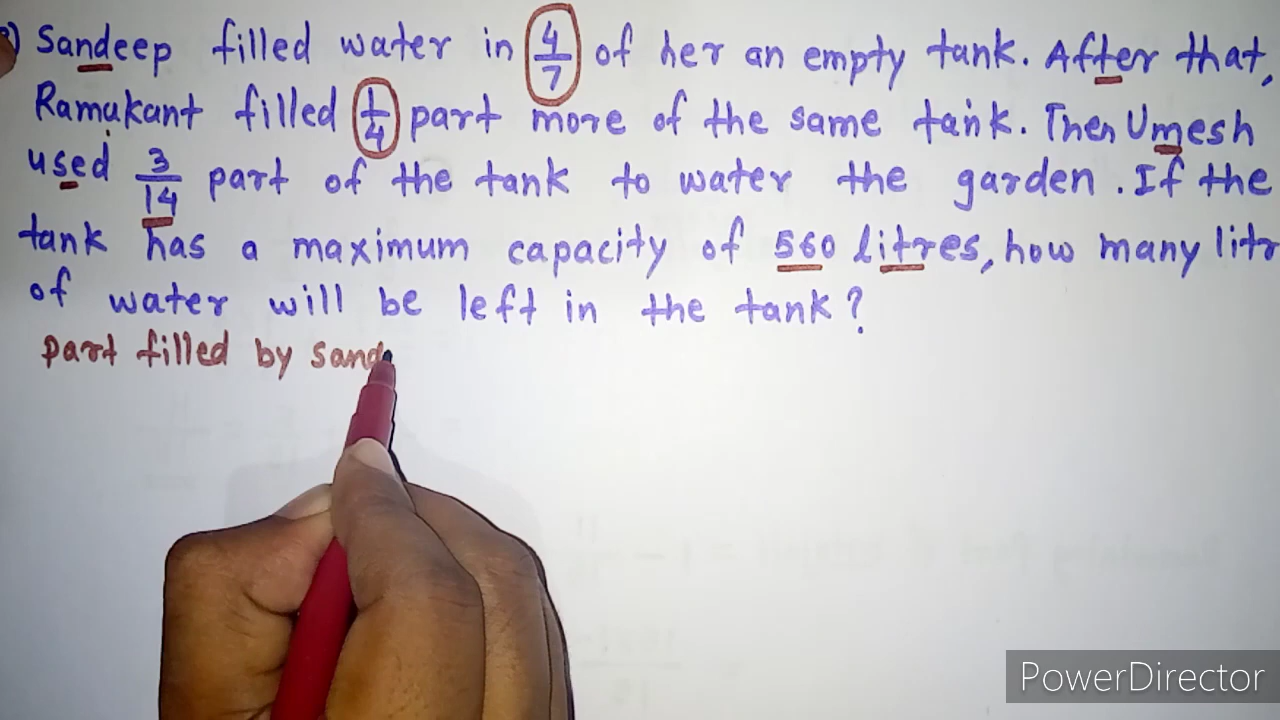 Sandeep filled water in 4/7 of her an empty tank. After that,
Ramakant filled 1/4 part more of the same tank. Then Umesh
used 3/14 part of the tank to water the garden. If the
tank has a maximum capacity of 560 litres, how many litr
of water will be left in the tank?
part filled by sand
PowerDirector